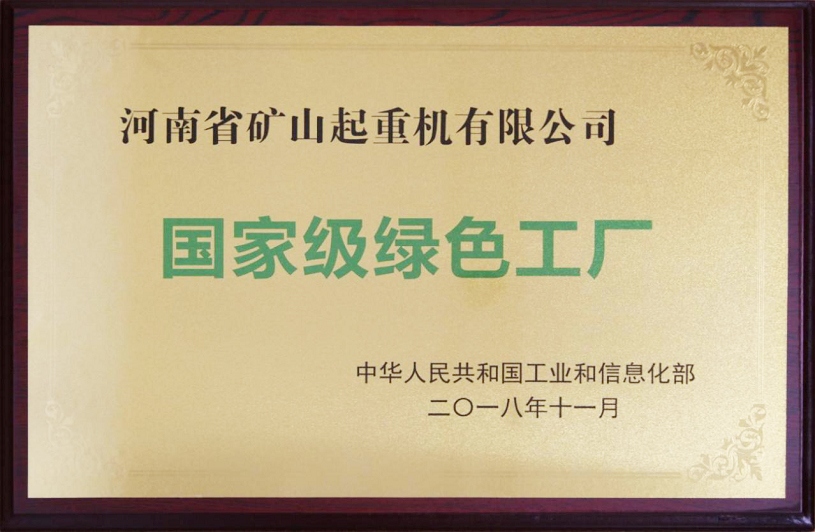 河南省矿山起重机有限公司
国家级绿色工厂
中华人民共和国工业和信息化部
二〇一八年十一月